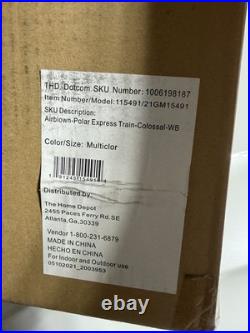 THD, Dotcom SKU Number: 1006198187
Item Number/Model: 115491/21GM15491
SKU Description:
Airblown-Polar Express Train-Colossal-WB
Color/Size: Multiclor
Distributed by:
The Home Depot
2455 Paces Ferry Rd.SE
Atlanta,Ga.30339
Vendor 1-800-231-6879
MADE IN CHINA
HECHO EN CHINA
For Indoor and Outdoor use
05102021_2003953